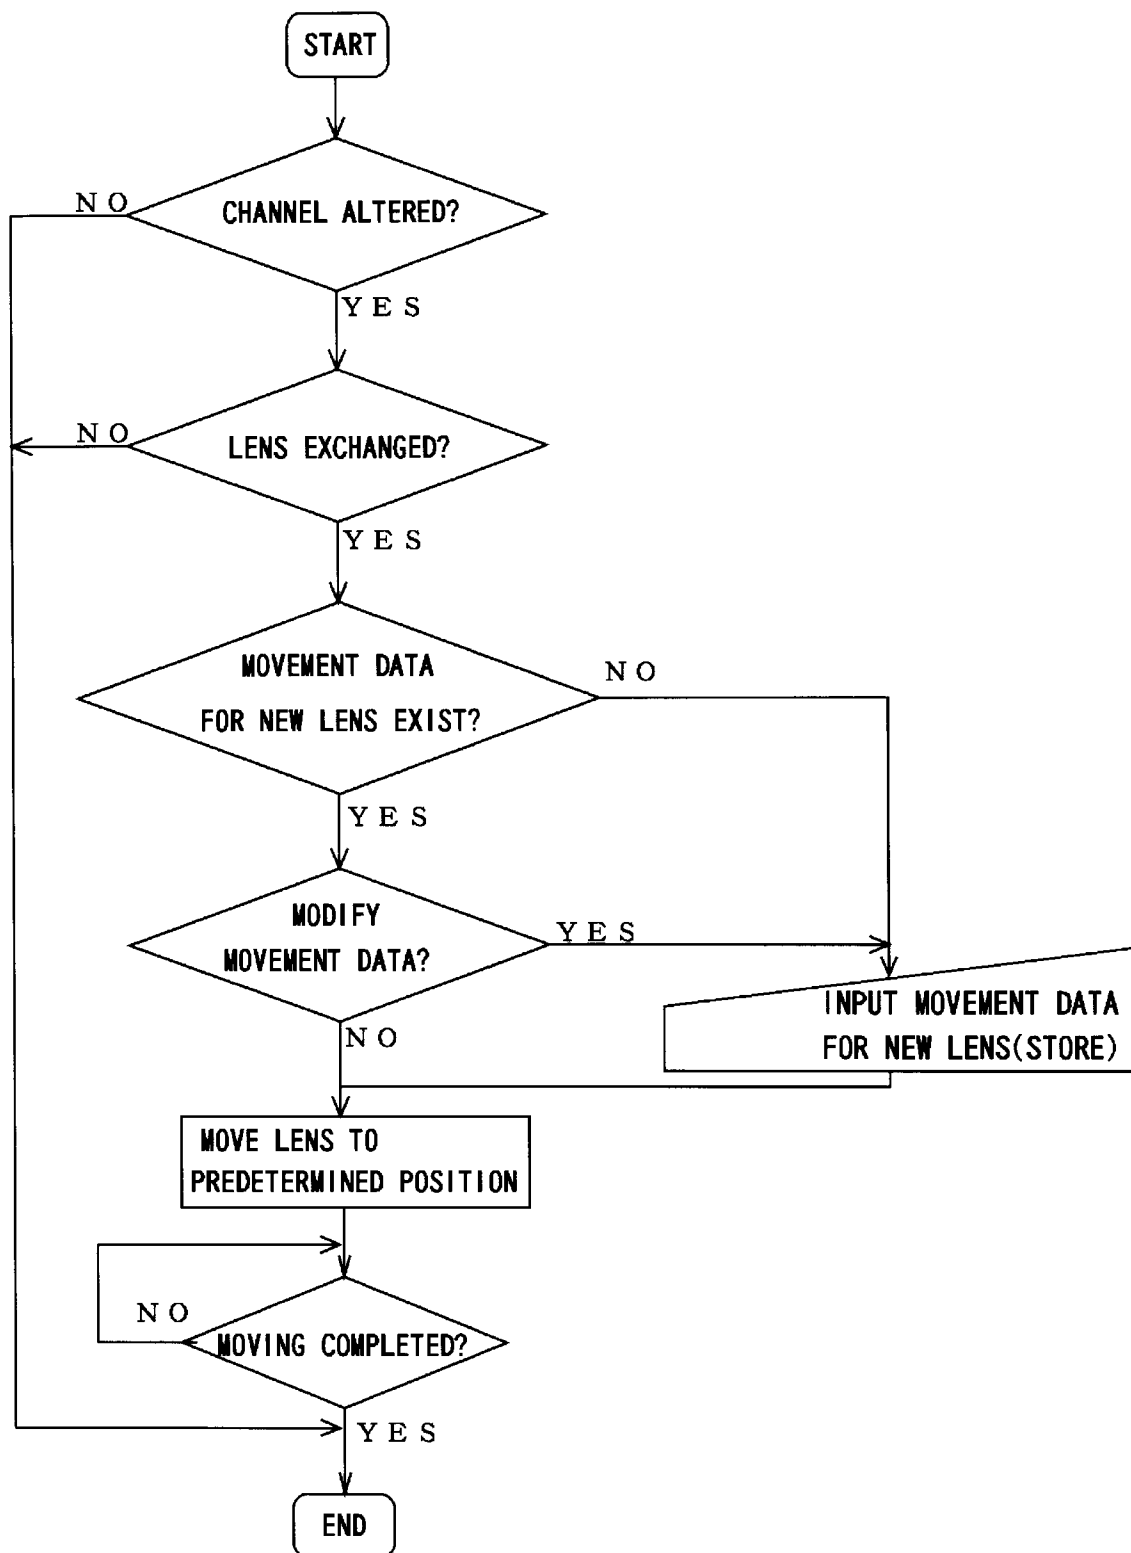 START
NO
CHANNEL ALTERED?
YES
NO
LENS EXCHANGED?
YES
MOVEMENT DATA
FOR NEW LENS EXIST?
NO
YES
MODIFY
MOVEMENT DATA?
YES
NO
INPUT MOVEMENT DATA
FOR NEW LENS(STORE)
MOVE LENS TO
PREDETERMINED POSITION
NO
MOVING COMPLETED?
YES
END